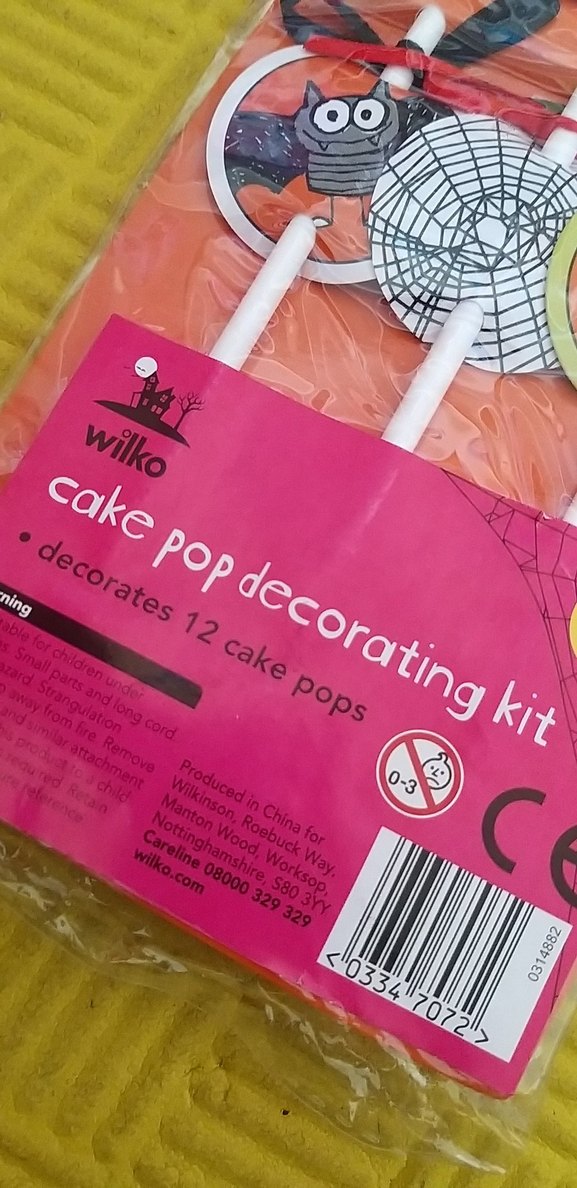 wilko
cake pop decorating kit
• decorates 12 cake pops
rning
table for children under
s. Small parts and long cord.
azard. Strangulation
away from fire. Remove
and similar attachment
his product to a child
required. Retain
ure reference
Produced in China for
Wilkinson, Roebuck Way,
Manton Wood, Worksop,
Nottinghamshire, S80 3YY
Careline 08000 329 329
wilko.com
0-3
CE
0314882
<0334 7072>